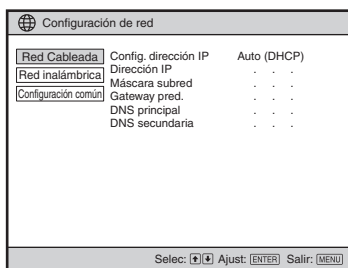 Configuración de red
Red Cableada Config. dirección IP Auto (DHCP)
Red inalámbrica Dirección IP . . .
Máscara subred . . .
Configuración común Gateway pred. . . .
DNS principal . . .
DNS secundaria . . .
Selec: Ajust: ENTER Salir: MENU